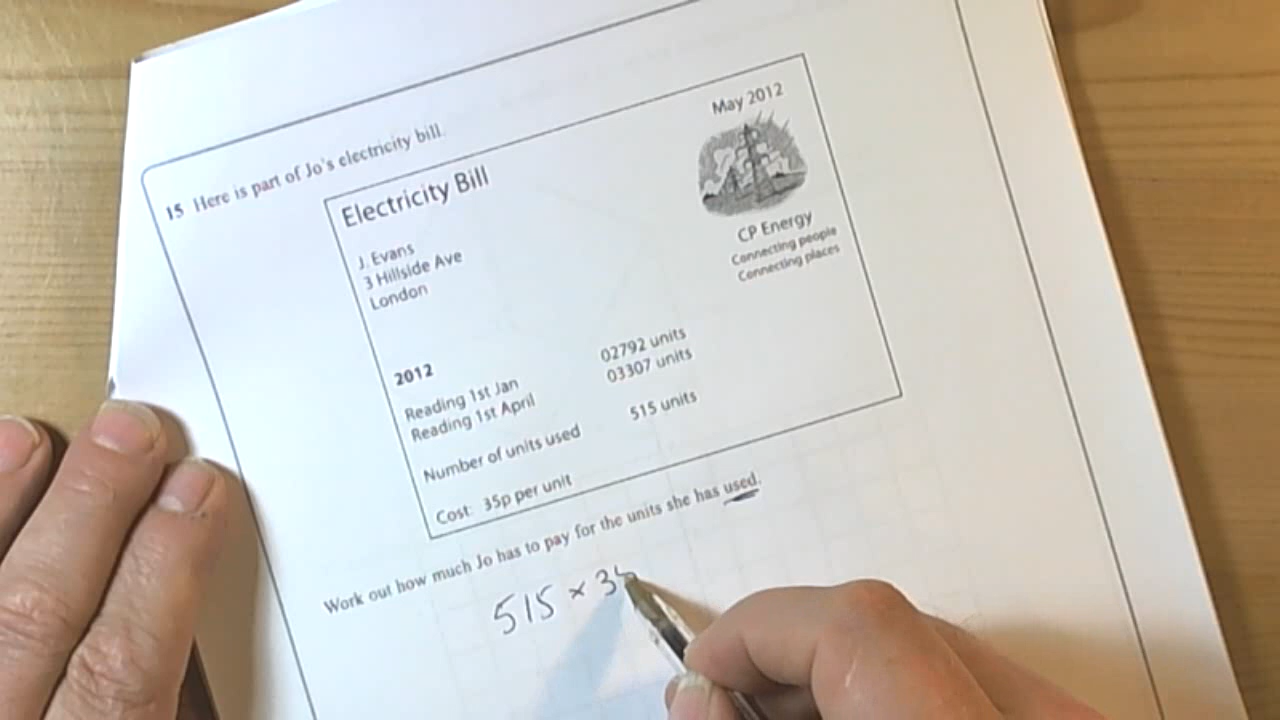 15 Here is part of Jo's electricity bill.
May 2012
Electricity Bill
J. Evans
3 Hillside Ave
London
CP Energy
Connecting people
Connecting places
2012
Reading 1st Jan 02792 units
Reading 1st April 03307 units
Number of units used 515 units
Cost: 35p per unit
Work out how much Jo has to pay for the units she has used.
515 × 35